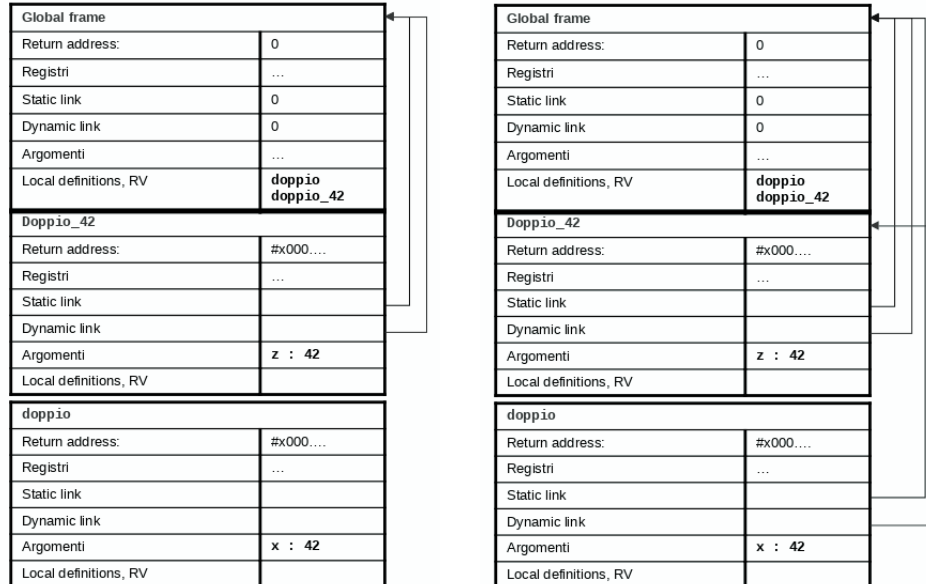 Global frame
Return address: 0
Registri ...
Static link 0
Dynamic link 0
Argomenti ...
Local definitions, RV doppio
doppio_42
Doppio_42
Return address: #x000....
Registri ...
Static link
Dynamic link
Argomenti z : 42
Local definitions, RV
doppio
Return address: #x000....
Registri ...
Static link
Dynamic link
Argomenti x : 42
Local definitions, RV
Global frame
Return address: 0
Registri ...
Static link 0
Dynamic link 0
Argomenti ...
Local definitions, RV doppio
doppio_42
Doppio_42
Return address: #x000....
Registri ...
Static link
Dynamic link
Argomenti z : 42
Local definitions, RV
doppio
Return address: #x000....
Registri ...
Static link
Dynamic link
Argomenti x : 42
Local definitions, RV